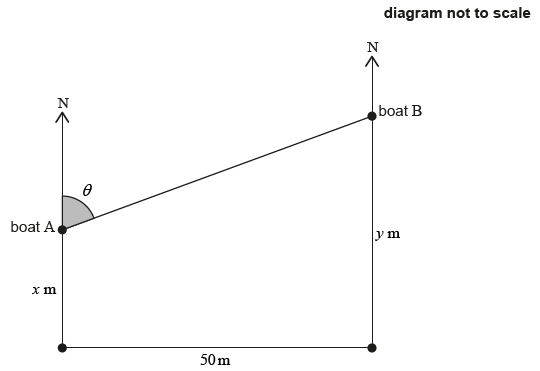 diagram not to scale
N
boat B
N
θ
boat A
y m
x m
50 m